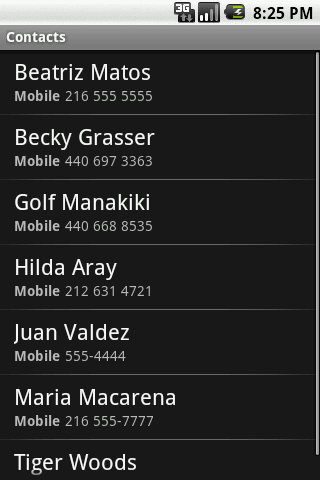 3G 8:25 PM
Contacts
Beatriz Matos
Mobile 216 555 5555
Becky Grasser
Mobile 440 697 3363
Golf Manakiki
Mobile 440 668 8535
Hilda Aray
Mobile 212 631 4721
Juan Valdez
Mobile 555-4444
Maria Macarena
Mobile 216 555-7777
Tiger Woods